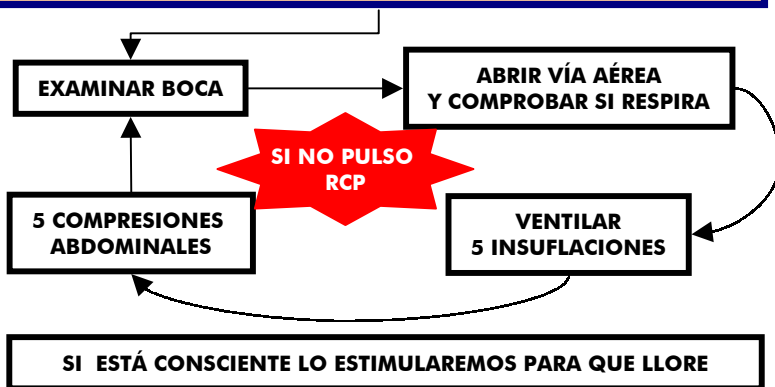 EXAMINAR BOCA
ABRIR VÍA AÉREA
Y COMPROBAR SI RESPIRA
SI NO PULSO
RCP
5 COMPRESIONES
ABDOMINALES
VENTILAR
5 INSUFLACIONES
SI ESTÁ CONSCIENTE LO ESTIMULAREMOS PARA QUE LLORE